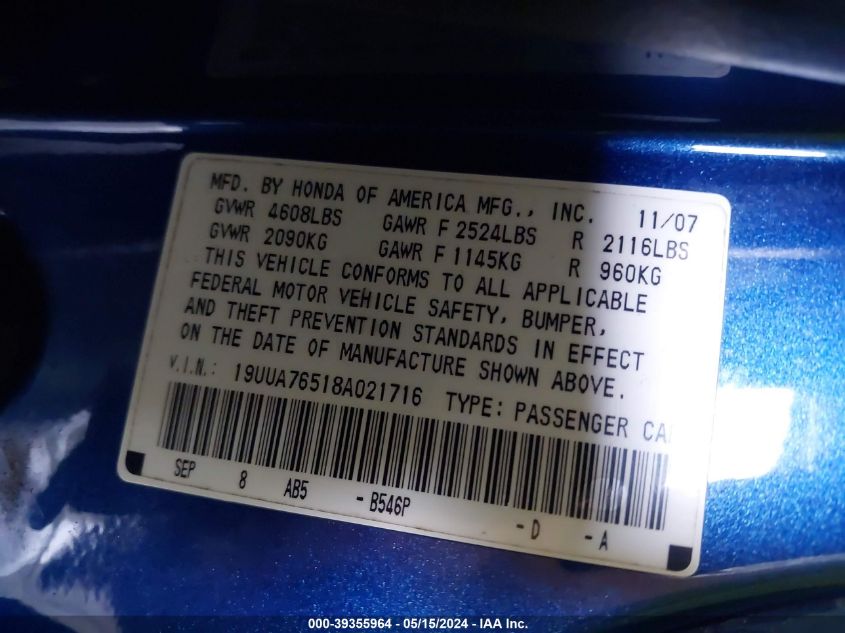 MFD. BY HONDA OF AMERICA MFG., INC. 11/07
GVWR 4608LBS GAWR F 2524LBS R 2116LBS
GVWR 2090KG GAWR F 1145KG R 960KG
THIS VEHICLE CONFORMS TO ALL APPLICABLE
FEDERAL MOTOR VEHICLE SAFETY, BUMPER,
AND THEFT PREVENTION STANDARDS IN EFFECT
ON THE DATE OF MANUFACTURE SHOWN ABOVE.
V.I.N.: 19UUA76518A021716 TYPE: PASSENGER CA
SEP 8 AB5 -B546P -D -A
000-39355964 - 05/15/2024 - IAA Inc.